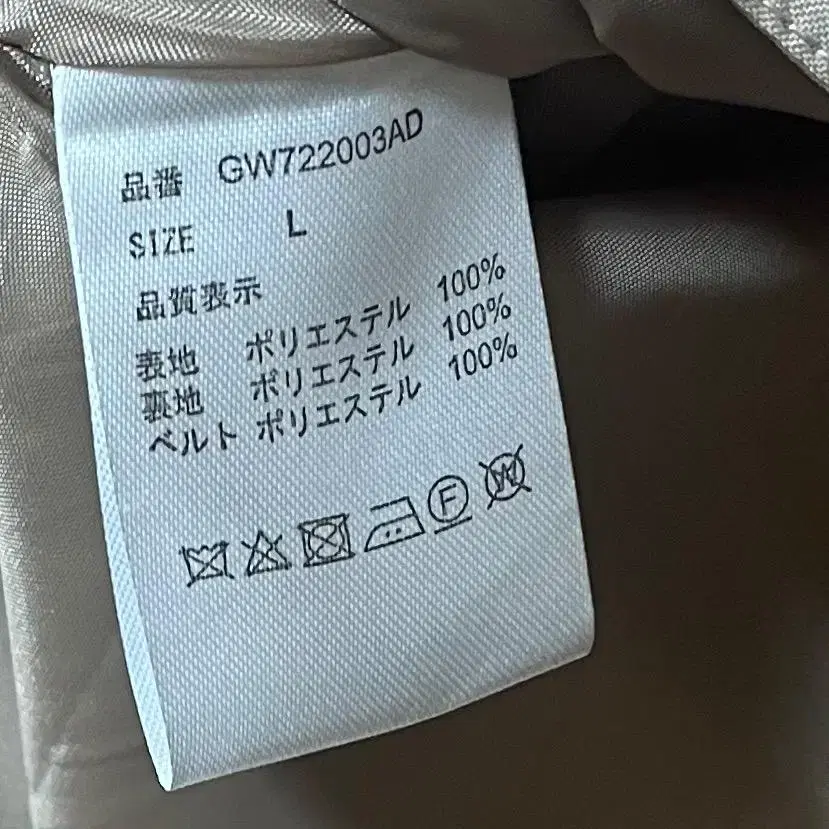 品番 GW722003AD
SIZE L
品質表示
表地 ポリエステル 100%
裏地 ポリエステル 100%
ベルト ポリエステル 100%
F W